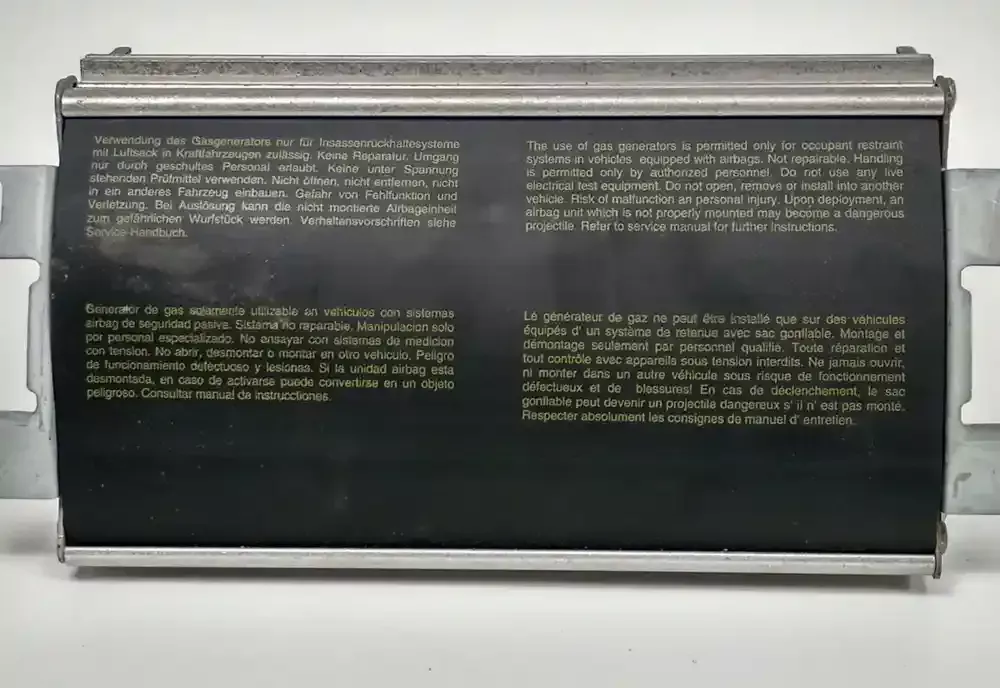 Verwendung des Gasgenerators nur für Insassenrückhaltesysteme
mit Luftsack in Kraftfahrzeugen zulässig. Keine Reparatur. Umgang
nur durch geschultes Personal erlaubt. Keine unter Spannung
stehenden Prüfmittel verwenden. Nicht öffnen, nicht entfernen, nicht
in ein anderes Fahrzeug einbauen. Gefahr von Fehlfunktion und
Verletzung. Bei Auslösung kann die nicht montierte Airbageinheit
zum gefährlichen Wurfstück werden. Verhaltensvorschriften siehe
Service-Handbuch.
The use of gas generators is permitted only for occupant restraint
systems in vehicles equipped with airbags. Not repairable. Handling
is permitted only by authorized personnel. Do not use any live
electrical test equipment. Do not open, remove or install into another
vehicle. Risk of malfunction an personal injury. Upon deployment, an
airbag unit which is not properly mounted may become a dangerous
projectile. Refer to service manual for further instructions.
Generator de gas solamente utilizable an vehiculos con sistemas
airbag de seguridad pasiva. Sistema no reparable. Manipulacion solo
por personal especializado. No ensayar con sistemas de medicion
con tension. No abrir, desmontar o montar en otro vehiculo. Peligro
de funcionamiento defectuoso y lesionas. Si la unidad airbag esta
desmontada, en caso de activarse puede convertirse en un objeto
peligroso. Consultar manual de instrucciones.
Le générateur de gaz ne peut être installé que sur des véhicules
équipés d' un système de retenue avec sac gonflable. Montage et
démontage seulement par personnel qualifié. Toute réparation et
tout contrôle avec appareils sous tension interdits. Ne jamais ouvrir,
ni monter dans un autre véhicule sous risque de fonctionnement
défectueux et de blessures! En cas de déclenchement, le sac
gonflable peut devenir un projectile dangereux s' il n' est pas monté.
Respecter absolument les consignes de manuel d' entretien.